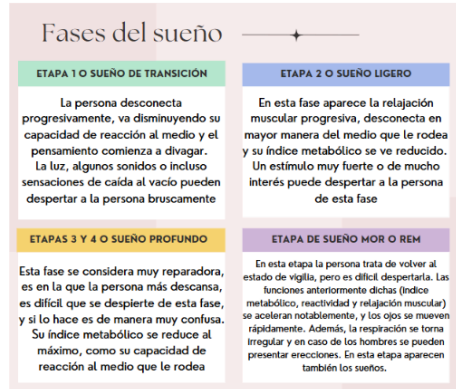 Fases del sueño
ETAPA 1 O SUEÑO DE TRANSICIÓN
La persona desconecta
progresivamente, va disminuyendo su
capacidad de reacción al medio y el
pensamiento comienza a divagar.
La luz, algunos sonidos o incluso
sensaciones de caída al vacío pueden
despertar a la persona bruscamente
ETAPA 2 O SUEÑO LIGERO
En esta fase aparece la relajación
muscular progresiva, desconecta en
mayor manera del medio que le rodea
y su índice metabólico se ve reducido.
Un estímulo muy fuerte o de mucho
interés puede despertar a la persona
de esta fase
ETAPAS 3 Y 4 O SUEÑO PROFUNDO
Esta fase se considera muy reparadora,
es en la que la persona más descansa,
es difícil que se despierte de esta fase,
y si lo hace es de manera muy confusa.
Su índice metabólico se reduce al
máximo, como su capacidad de
reacción al medio que le rodea
ETAPA DE SUEÑO MOR O REM
En esta etapa la persona trata de volver al
estado de vigilia, pero es difícil despertarla. Las
funciones anteriormente dichas (índice
metabólico, reactividad y relajación muscular)
se aceleran notablemente, y los ojos se mueven
rápidamente. Además, la respiración se torna
irregular y en caso de los hombres se pueden
presentar erecciones. En esta etapa aparecen
también los sueños.